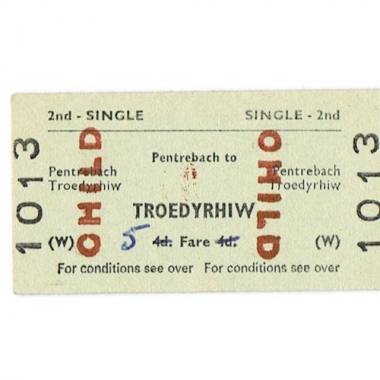 2nd - SINGLE SINGLE - 2nd
1013
CHILD
Pentrebach to
CHILD
1013
Pentrebach Pentrebach
Troedyrhiw Troedyrhiw
TROEDYRHIW
(W) 5 4d. Fare 4d. (W)
For conditions see over For conditions see over